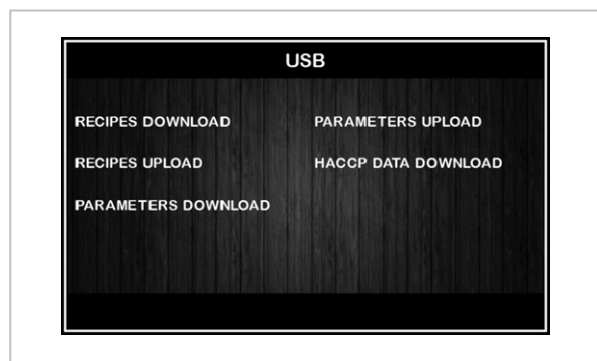 USB
RECIPES DOWNLOAD
RECIPES UPLOAD
PARAMETERS DOWNLOAD
PARAMETERS UPLOAD
HACCP DATA DOWNLOAD